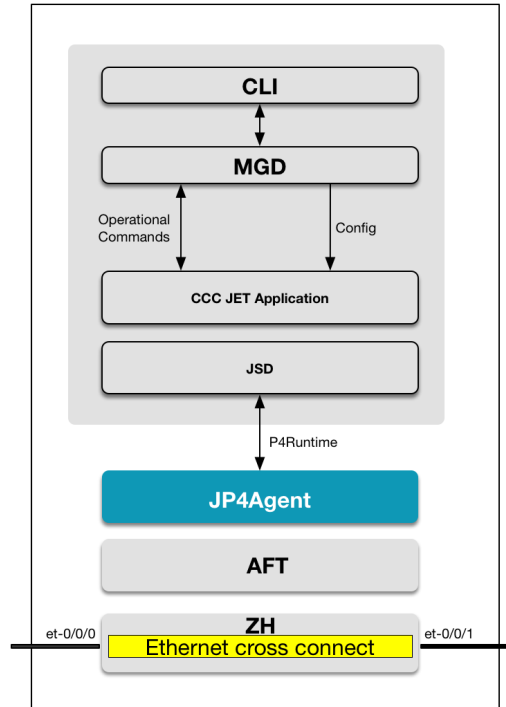 CLI
MGD
Operational
Commands
Config
CCC JET Application
JSD
P4Runtime
JP4Agent
AFT
ZH
et-0/0/0
et-0/0/1
Ethernet cross connect